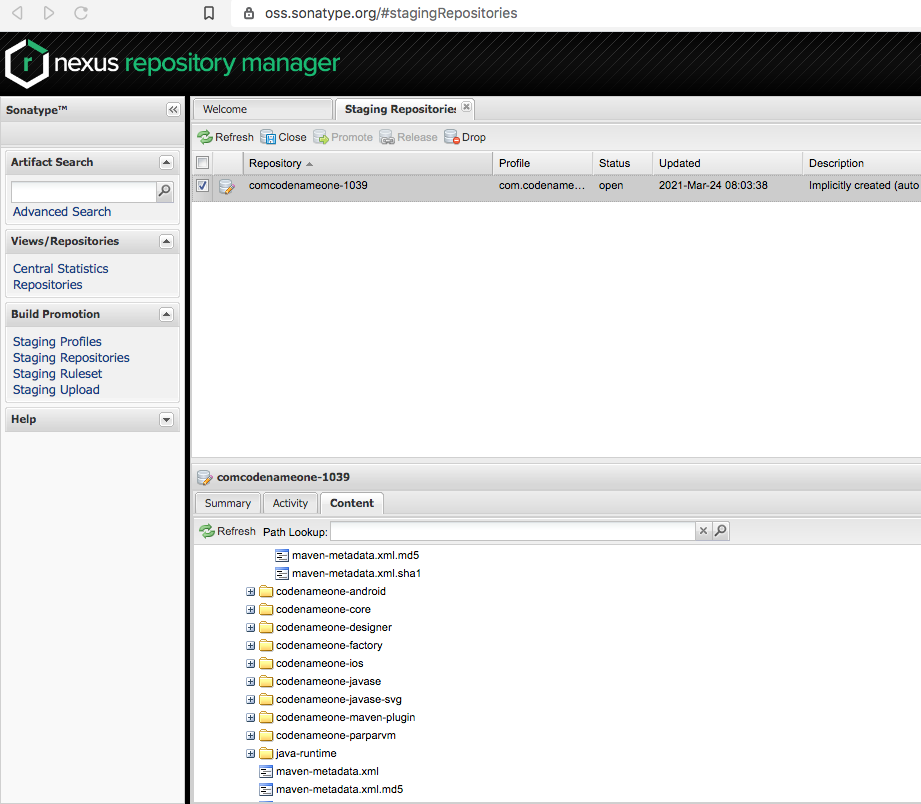 oss.sonatype.org/#stagingRepositories
nexus repository manager
Sonatype™
Welcome
Staging Repositories
Refresh Close Promote Release Drop
Artifact Search
Advanced Search
Views/Repositories
Central Statistics
Repositories
Build Promotion
Staging Profiles
Staging Repositories
Staging Ruleset
Staging Upload
Help
Repository Profile Status Updated Description
comcodenameone-1039 com.codename... open 2021-Mar-24 08:03:38 Implicitly created (auto
comcodenameone-1039
Summary Activity Content
Refresh Path Lookup:
maven-metadata.xml.md5
maven-metadata.xml.sha1
codenameone-android
codenameone-core
codenameone-designer
codenameone-factory
codenameone-ios
codenameone-javase
codenameone-javase-svg
codenameone-maven-plugin
codenameone-parparvm
java-runtime
maven-metadata.xml
maven-metadata.xml.md5